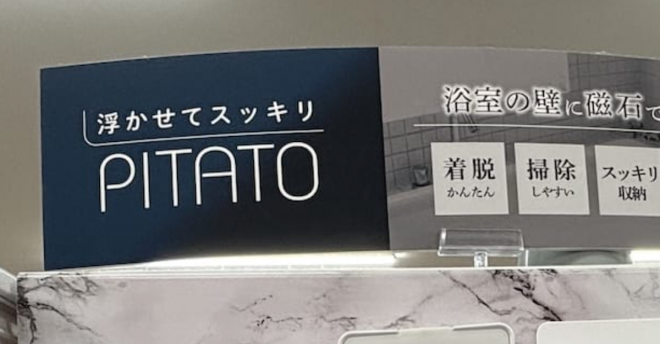 浮かせてスッキリ
PITATO
浴室の壁に磁石で
着脱
かんたん
掃除
しやすい
スッキリ
収納